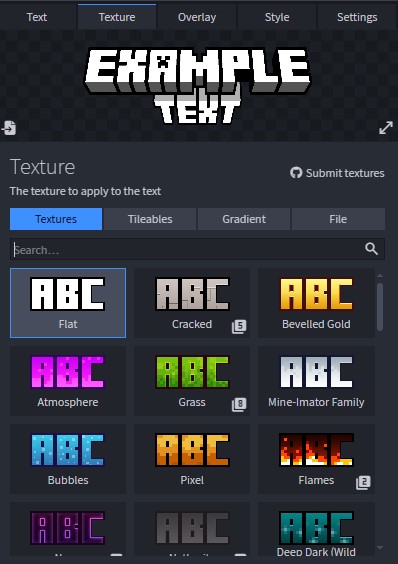 Text Texture Overlay Style Settings
EXAMPLE
TEXT
Texture
Submit textures
The texture to apply to the text
Textures Tileables Gradient File
Search...
ABC ABC ABC
Flat Cracked 5 Bevelled Gold
ABC ABC ABC
Atmosphere Grass 8 Mine-Imator Family
ABC ABC ABC
Bubbles Pixel Flames 2
ABC ABC ABC
Deep Dark (Wild